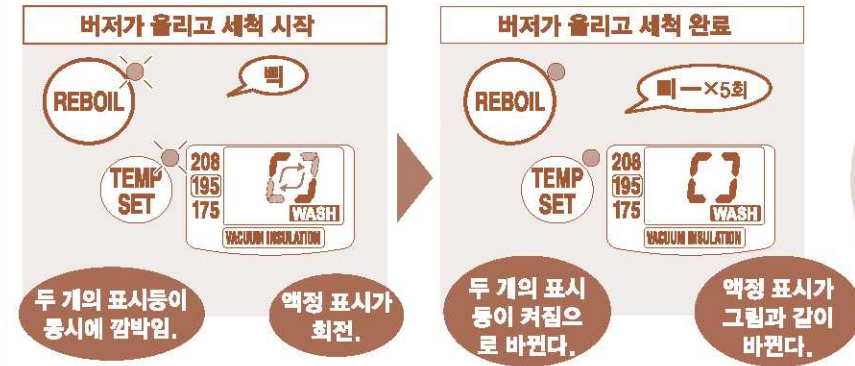 버저가 울리고 세척 시작
REBOIL
삑
TEMP
SET
208
195
175
WASH
VACUUM INSULATION
두 개의 표시등이
동시에 깜박임.
액정 표시가
회전.
버저가 울리고 세척 완료
REBOIL
삐ー×5회
TEMP
SET
208
195
175
WASH
VACUUM INSULATION
두 개의 표시
등이 켜짐으
로 바뀐다.
액정 표시가
그림과 같이
바뀐다.